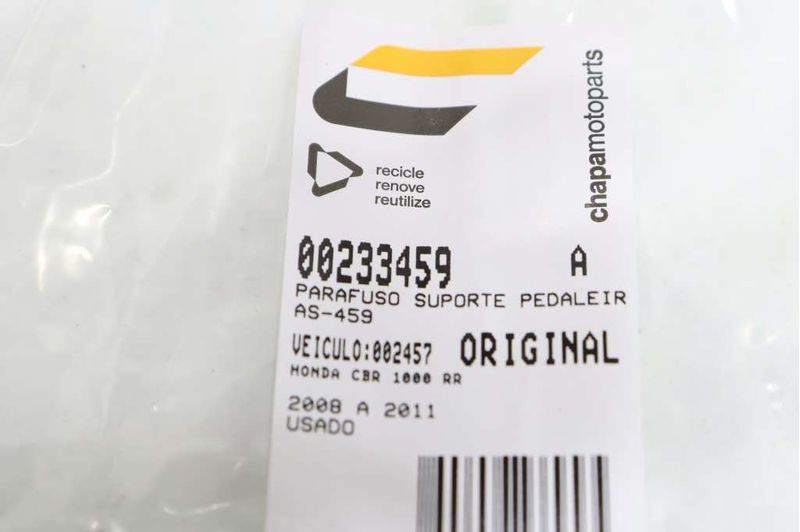 chapamotoparts
recicle
renove
reutilize
00233459 A
PARAFUSO SUPORTE PEDALEIR
AS-459
VEICULO:002457 ORIGINAL
HONDA CBR 1000 RR
2008 A 2011
USADO